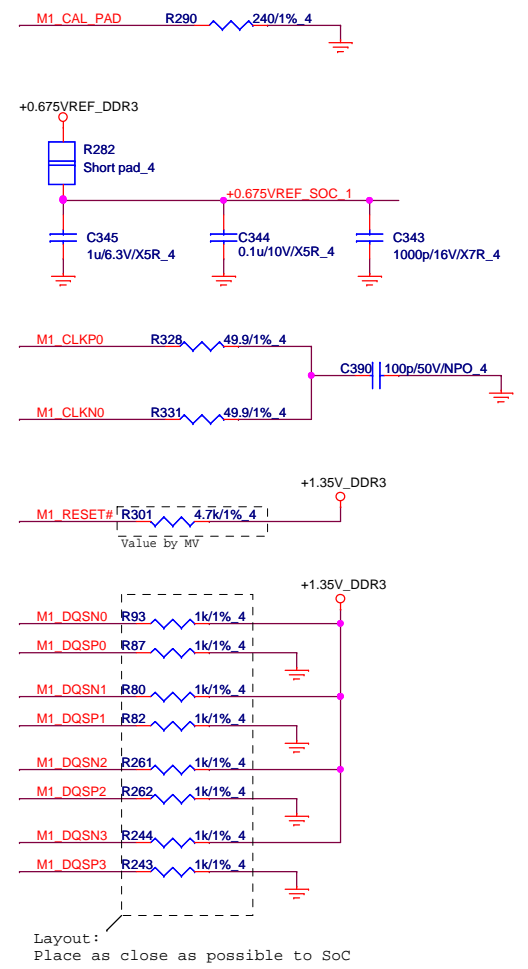 M1_CAL_PAD R290 240/1%_4
+0.675VREF_DDR3
R282
Short pad_4
+0.675VREF_SOC_1
C345
1u/6.3V/X5R_4
C344
0.1u/10V/X5R_4
C343
1000p/16V/X7R_4
M1_CLKP0 R328 49.9/1%_4
C390 100p/50V/NPO_4
M1_CLKN0 R331 49.9/1%_4
+1.35V_DDR3
M1_RESET# R301 4.7k/1%_4
Value by MV
+1.35V_DDR3
M1_DQSN0 R93 1k/1%_4
M1_DQSP0 R87 1k/1%_4
M1_DQSN1 R80 1k/1%_4
M1_DQSP1 R82 1k/1%_4
M1_DQSN2 R261 1k/1%_4
M1_DQSP2 R262 1k/1%_4
M1_DQSN3 R244 1k/1%_4
M1_DQSP3 R243 1k/1%_4
Layout:
Place as close as possible to SoC